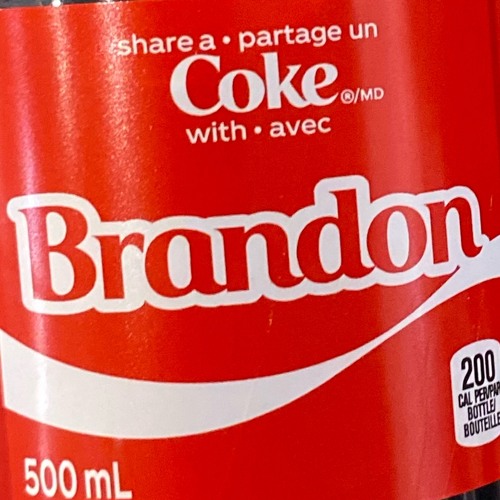 share a • partage un
Coke®/MD
with • avec
Brandon
200
CAL PER/PAR
BOTTLE/
BOUTEILLE
500 mL